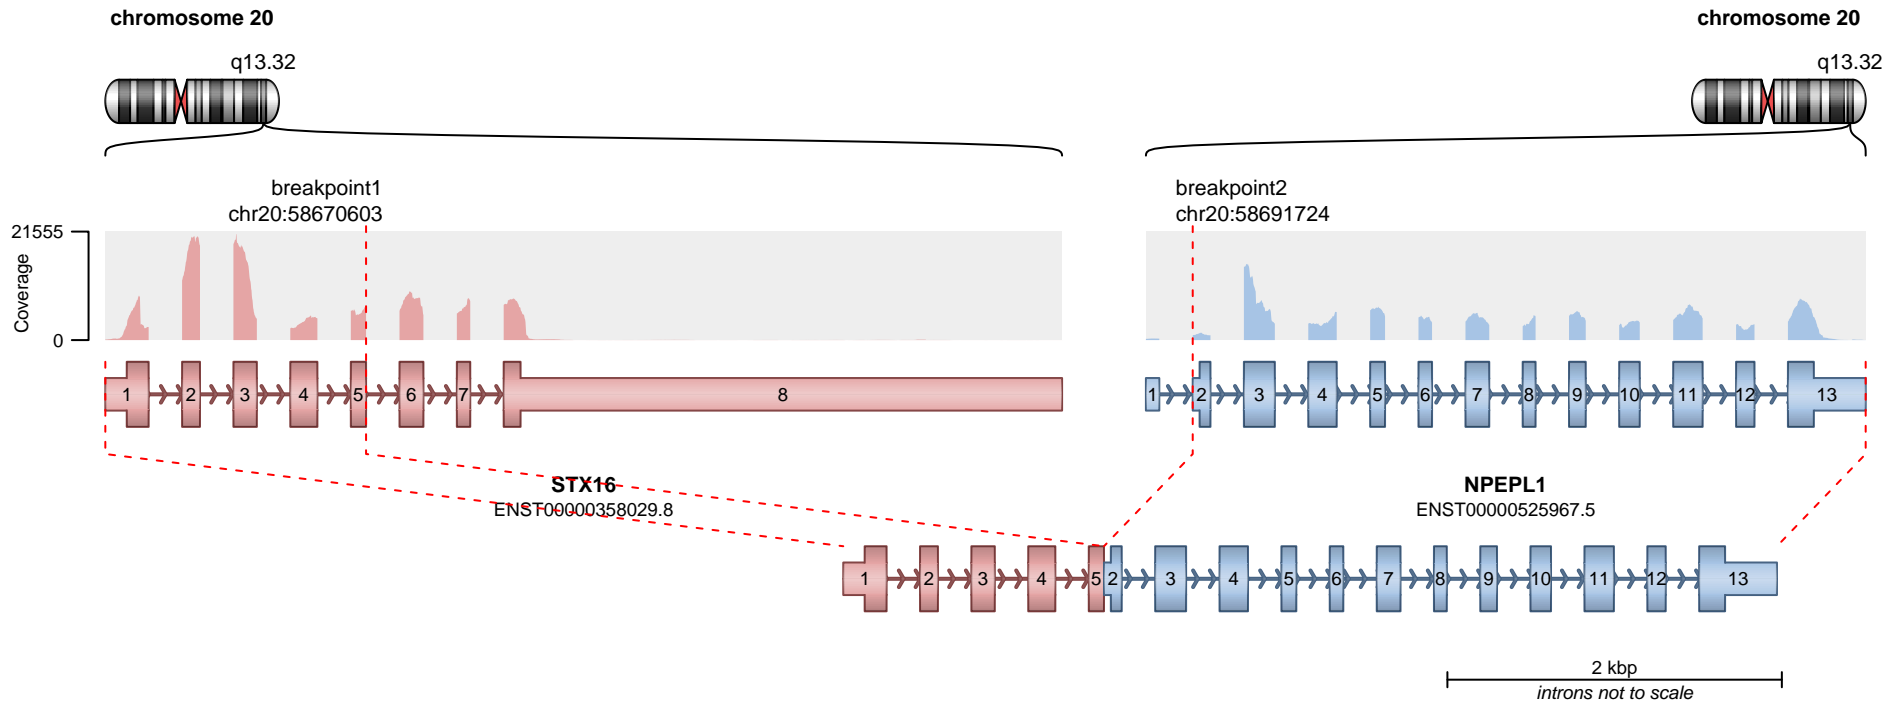 chromosome 20
chromosome 20
q13.32
q13.32
breakpoint1
chr20:58670603
breakpoint2
chr20:58691724
21555
0
Coverage
1 2 3 4 5 6 7 8
1 2 3 4 5 6 7 8 9 10 11 12 13
STX16
ENST00000358029.8
NPEPL1
ENST00000525967.5
1 2 3 4 5 2 3 4 5 6 7 8 9 10 11 12 13
2 kbp
introns not to scale